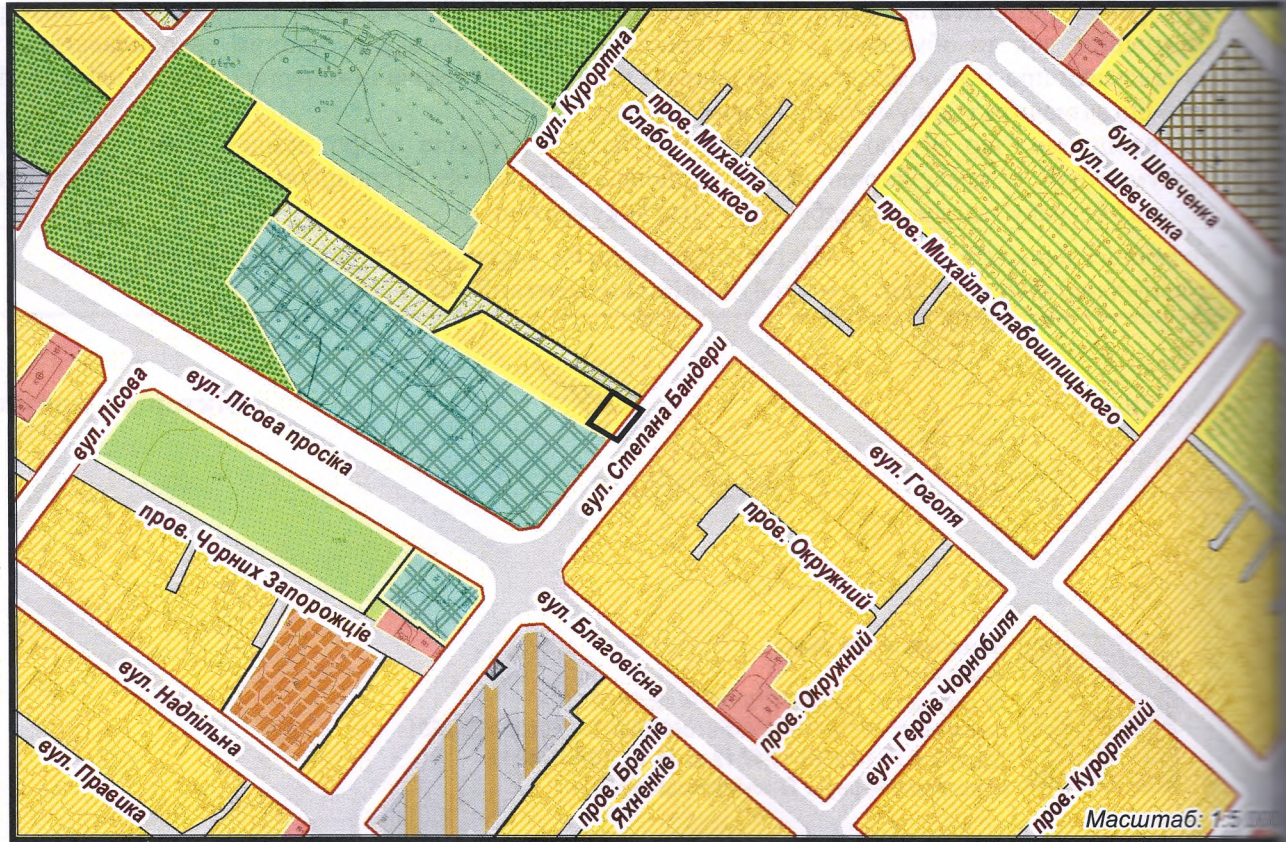 вул. Курортна
пров. Михайла
Слабошпицького
бул. Шевченка
бул. Шевченка
пров. Михайла Слабошпицького
вул. Степана Бандери
вул. Лісова просіка
вул. Лісова
вул. Гоголя
пров. Чорних Запорожців
пров. Окружний
пров. Окружний
вул. Благовісна
вул. Героїв Чорнобиля
вул. Надпільна
вул. Правика
пров. Братів
Яхненків
пров. Курортний
Масштаб: 1:5